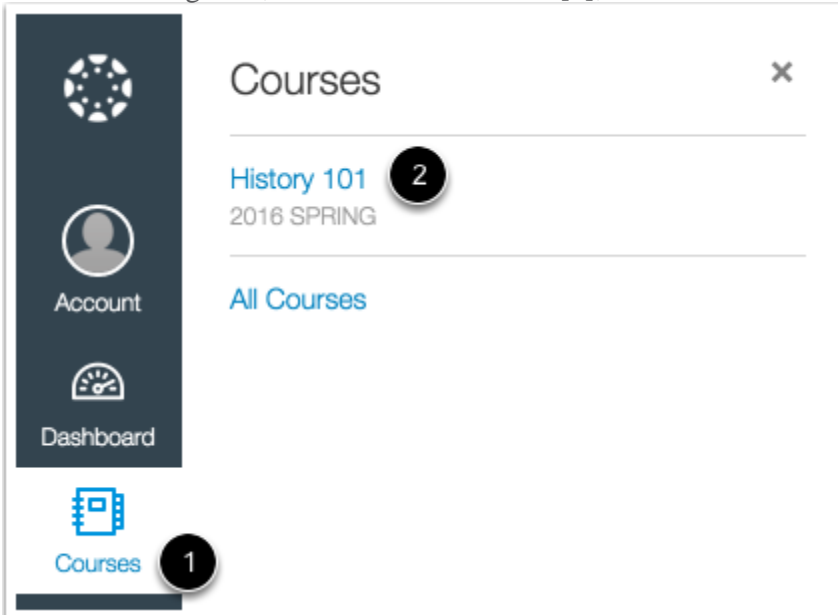 Courses ×
History 101 2
2016 SPRING
All Courses
Account
Dashboard
Courses 1